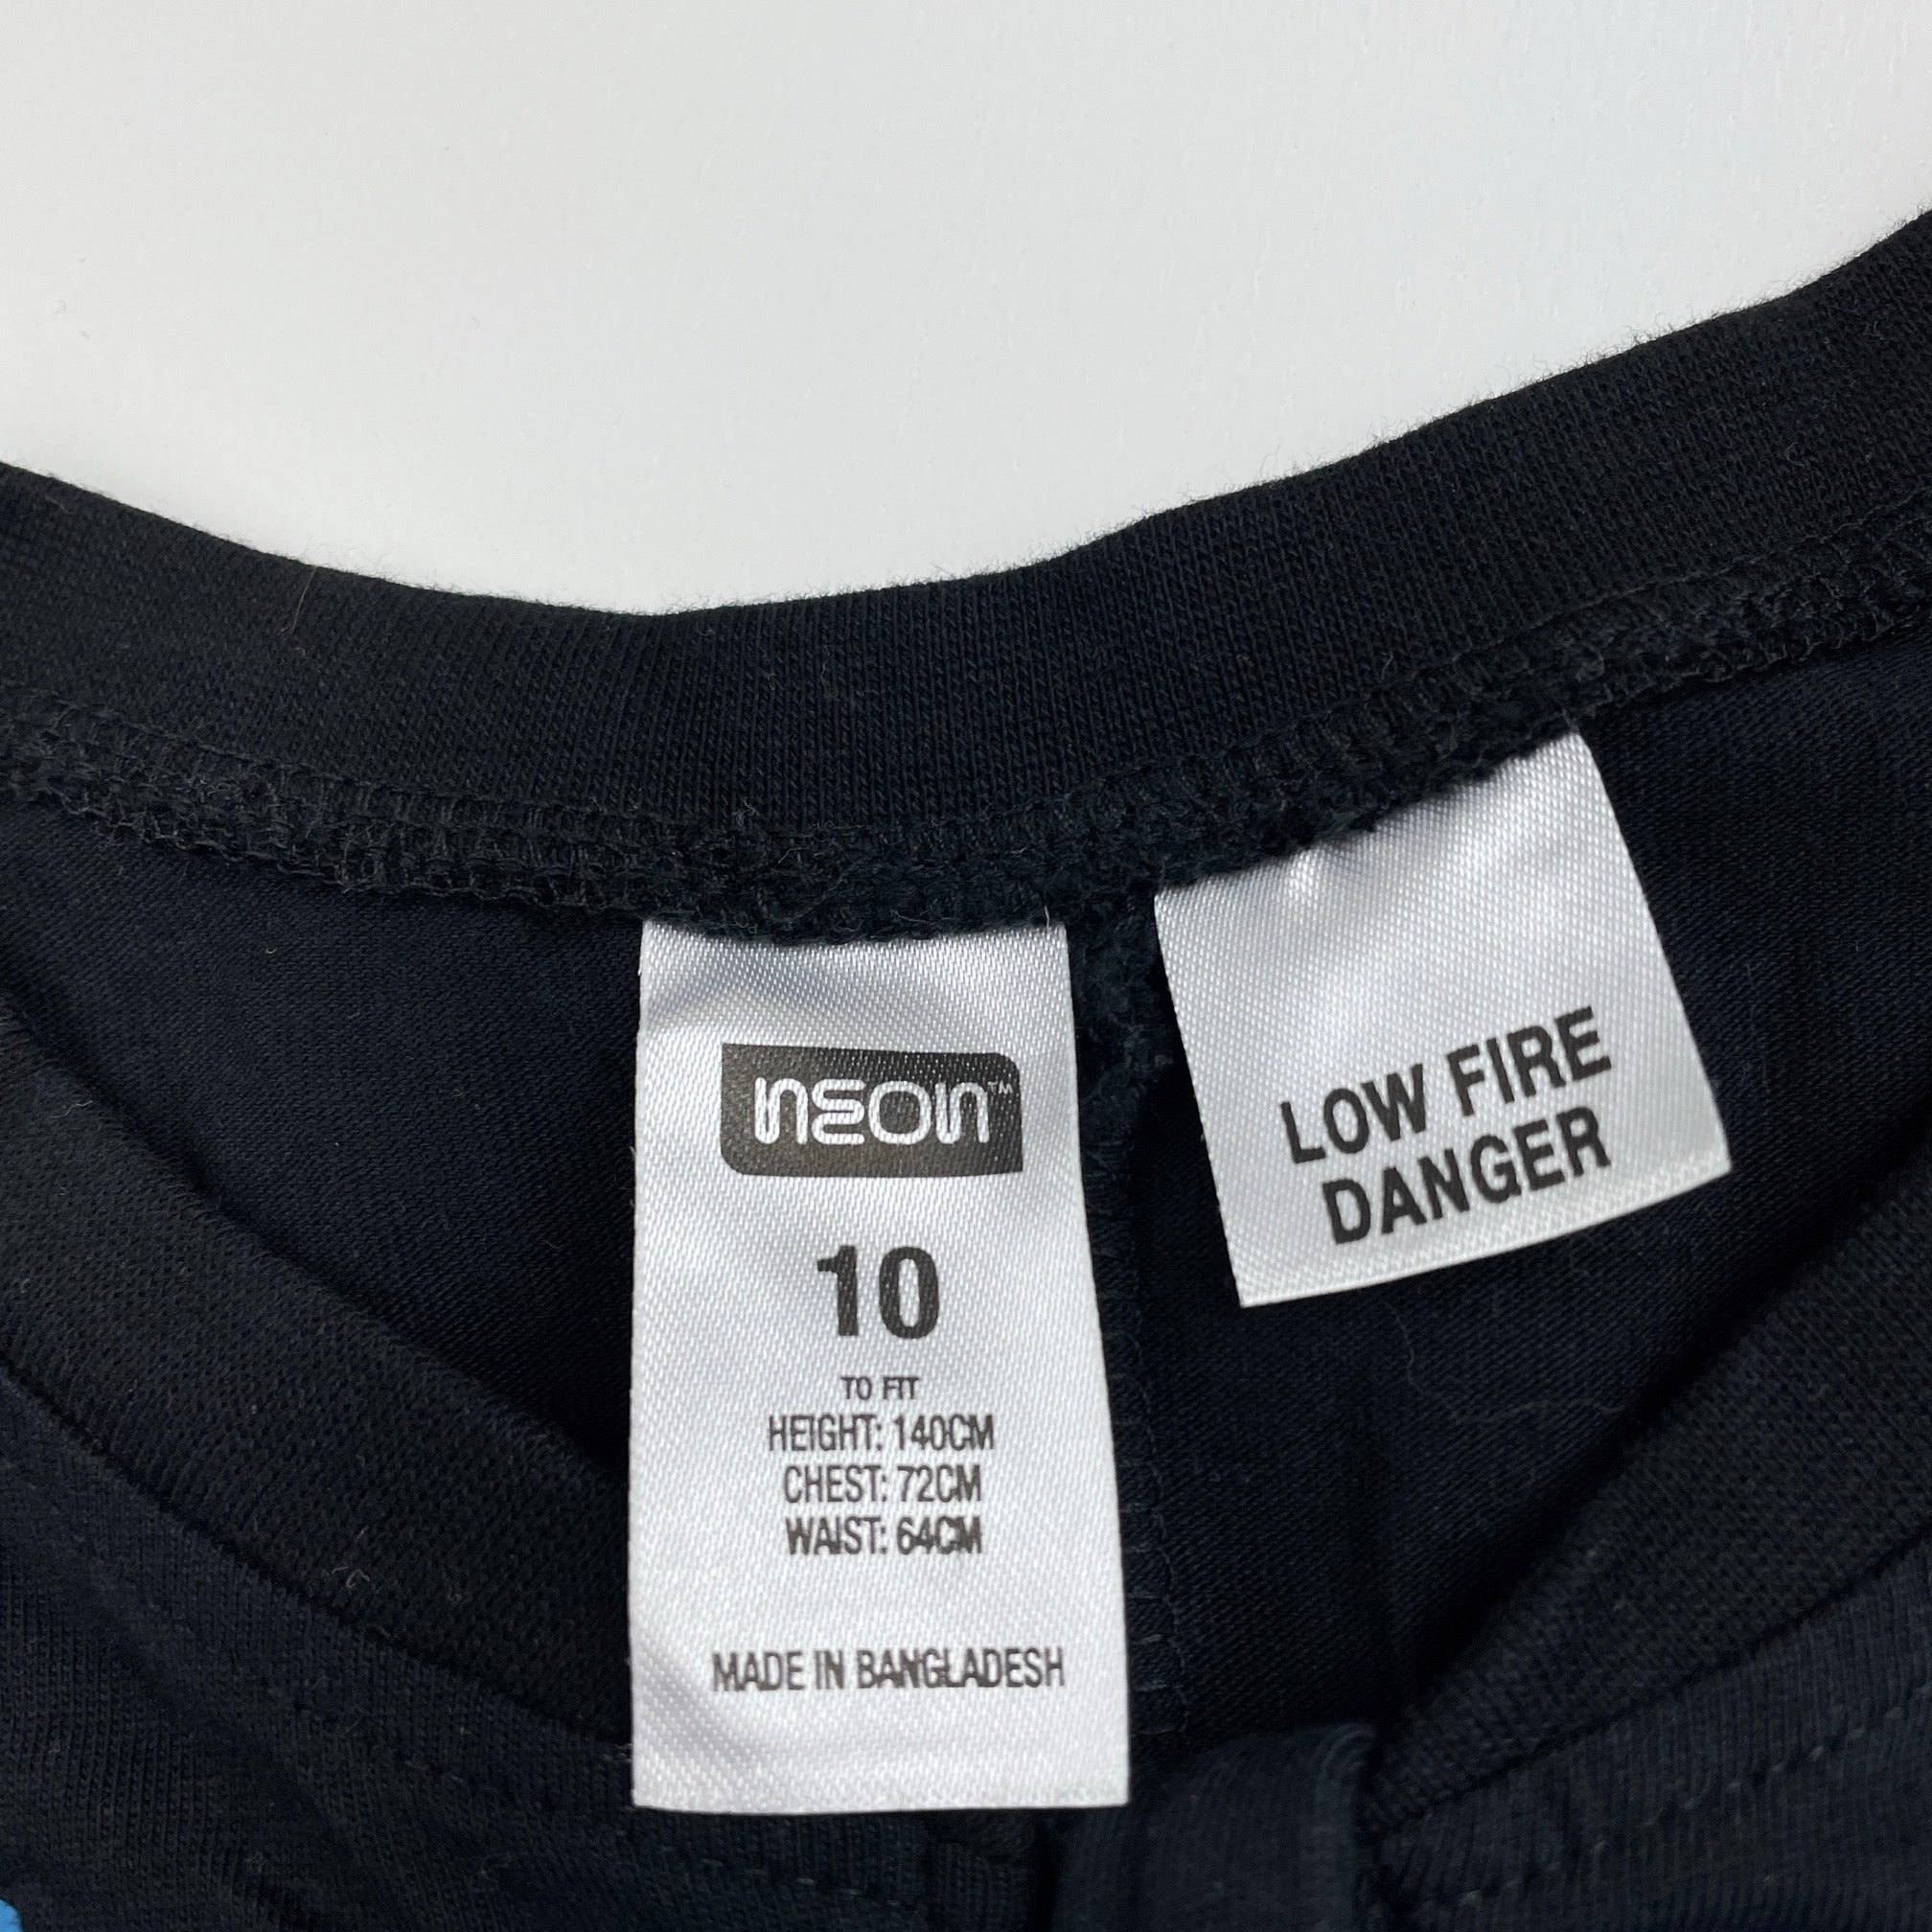 neon™
10
TO FIT
HEIGHT: 140CM
CHEST: 72CM
WAIST: 64CM
MADE IN BANGLADESH
LOW FIRE
DANGER